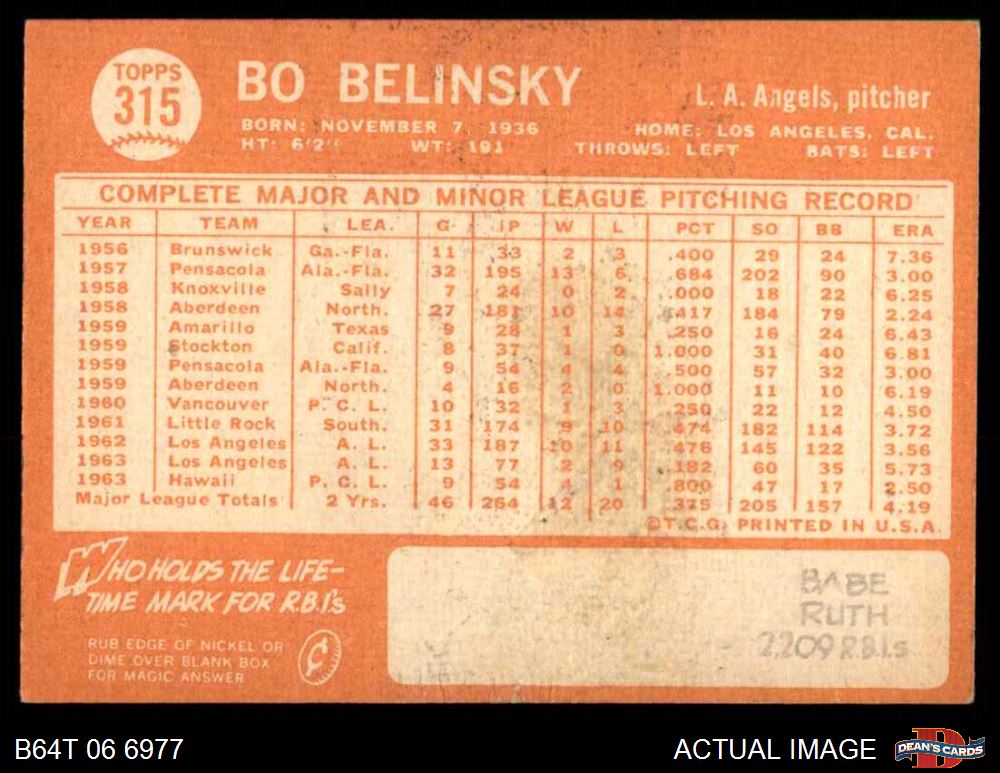 TOPPS
315
BO BELINSKY
L. A. Angels, pitcher
BORN: NOVEMBER 7, 1936
HOME: LOS ANGELES, CAL.
HT: 6'2"
WT: 191
THROWS: LEFT
BATS: LEFT
COMPLETE MAJOR AND MINOR LEAGUE PITCHING RECORD
YEAR TEAM LEA. G IP W L PCT SO BB ERA
1956 Brunswick Ga.-Fla. 11 33 2 3 .400 29 24 7.36
1957 Pensacola Ala.-Fla. 32 195 13 6 .684 202 90 3.00
1958 Knoxville Sally 7 24 0 2 .000 18 22 6.25
1958 Aberdeen North. 27 181 10 14 .417 184 79 2.24
1959 Amarillo Texas 9 28 1 3 .250 16 24 6.43
1959 Stockton Calif. 8 37 1 0 1.000 31 40 6.81
1959 Pensacola Ala.-Fla. 9 54 4 4 .500 57 32 3.00
1959 Aberdeen North. 4 16 2 0 1.000 11 10 6.19
1960 Vancouver P. C. L. 10 32 1 3 .250 22 12 4.50
1961 Little Rock South. 31 174 9 10 .474 182 114 3.72
1962 Los Angeles A. L. 33 187 10 11 .476 145 122 3.56
1963 Los Angeles A. L. 13 77 2 9 .182 60 35 5.73
1963 Hawaii P. C. L. 9 54 4 1 .800 47 17 2.50
Major League Totals 2 Yrs. 46 264 12 20 .375 205 157 4.19
©T.C.G. PRINTED IN U.S.A.
WHO HOLDS THE LIFE-
TIME MARK FOR R.B.I's
RUB EDGE OF NICKEL OR
DIME OVER BLANK BOX
FOR MAGIC ANSWER
BABE
RUTH
2,209 R.B.I.s
B64T 06 6977
ACTUAL IMAGE
DEAN'S CARDS